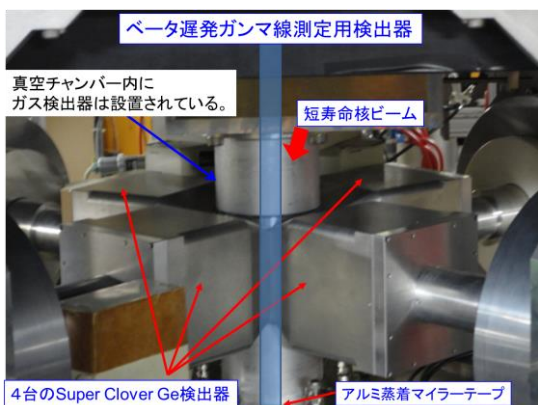 ベータ遅発ガンマ線測定用検出器
真空チャンバー内に
ガス検出器は設置されている。
短寿命核ビーム
4台のSuper Clover Ge検出器
アルミ蒸着マイラーテープ